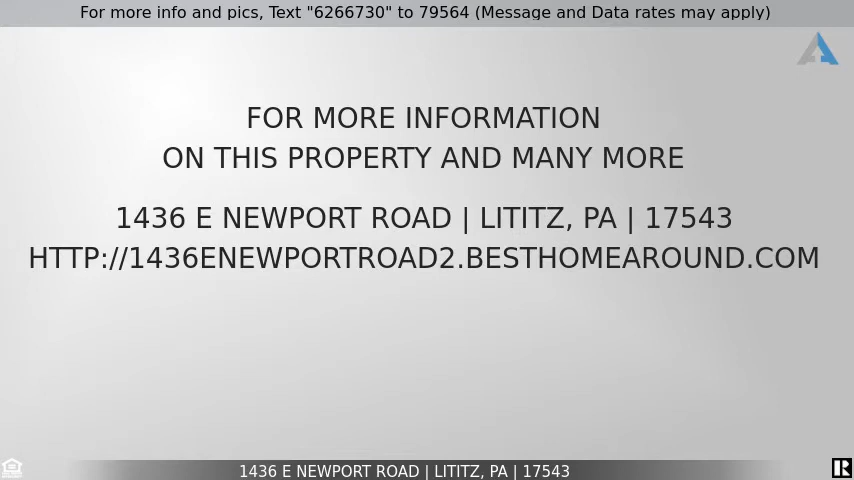 For more info and pics, Text "6266730" to 79564 (Message and Data rates may apply)
FOR MORE INFORMATION
ON THIS PROPERTY AND MANY MORE
1436 E NEWPORT ROAD | LITITZ, PA | 17543
HTTP://1436ENEWPORTROAD2.BESTHOMEAROUND.COM
1436 E NEWPORT ROAD | LITITZ, PA | 17543